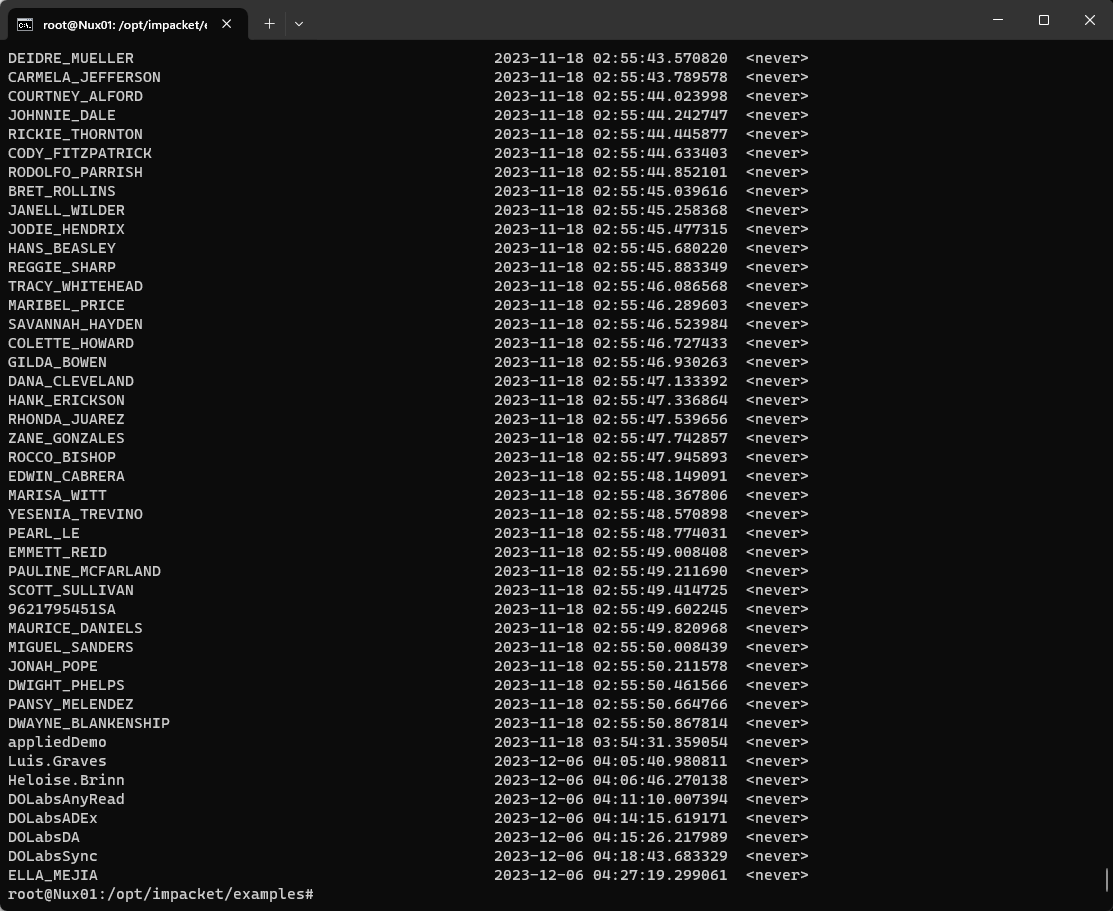 root@Nux01: /opt/impacket/e
DEIDRE_MUELLER 2023-11-18 02:55:43.570820 <never>
CARMELA_JEFFERSON 2023-11-18 02:55:43.789578 <never>
COURTNEY_ALFORD 2023-11-18 02:55:44.023998 <never>
JOHNNIE_DALE 2023-11-18 02:55:44.242747 <never>
RICKIE_THORNTON 2023-11-18 02:55:44.445877 <never>
CODY_FITZPATRICK 2023-11-18 02:55:44.633403 <never>
RODOLFO_PARRISH 2023-11-18 02:55:44.852101 <never>
BRET_ROLLINS 2023-11-18 02:55:45.039616 <never>
JANELL_WILDER 2023-11-18 02:55:45.258368 <never>
JODIE_HENDRIX 2023-11-18 02:55:45.477315 <never>
HANS_BEASLEY 2023-11-18 02:55:45.680220 <never>
REGGIE_SHARP 2023-11-18 02:55:45.883349 <never>
TRACY_WHITEHEAD 2023-11-18 02:55:46.086568 <never>
MARIBEL_PRICE 2023-11-18 02:55:46.289603 <never>
SAVANNAH_HAYDEN 2023-11-18 02:55:46.523984 <never>
COLETTE_HOWARD 2023-11-18 02:55:46.727433 <never>
GILDA_BOWEN 2023-11-18 02:55:46.930263 <never>
DANA_CLEVELAND 2023-11-18 02:55:47.133392 <never>
HANK_ERICKSON 2023-11-18 02:55:47.336864 <never>
RHONDA_JUAREZ 2023-11-18 02:55:47.539656 <never>
ZANE_GONZALES 2023-11-18 02:55:47.742857 <never>
ROCCO_BISHOP 2023-11-18 02:55:47.945893 <never>
EDWIN_CABRERA 2023-11-18 02:55:48.149091 <never>
MARISA_WITT 2023-11-18 02:55:48.367806 <never>
YESENIA_TREVINO 2023-11-18 02:55:48.570898 <never>
PEARL_LE 2023-11-18 02:55:48.774031 <never>
EMMETT_REID 2023-11-18 02:55:49.008408 <never>
PAULINE_MCFARLAND 2023-11-18 02:55:49.211690 <never>
SCOTT_SULLIVAN 2023-11-18 02:55:49.414725 <never>
9621795451SA 2023-11-18 02:55:49.602245 <never>
MAURICE_DANIELS 2023-11-18 02:55:49.820968 <never>
MIGUEL_SANDERS 2023-11-18 02:55:50.008439 <never>
JONAH_POPE 2023-11-18 02:55:50.211578 <never>
DWIGHT_PHELPS 2023-11-18 02:55:50.461566 <never>
PANSY_MELENDEZ 2023-11-18 02:55:50.664766 <never>
DWAYNE_BLANKENSHIP 2023-11-18 02:55:50.867814 <never>
appliedDemo 2023-11-18 03:54:31.359054 <never>
Luis.Graves 2023-12-06 04:05:40.980811 <never>
Heloise.Brinn 2023-12-06 04:06:46.270138 <never>
DOLabsAnyRead 2023-12-06 04:11:10.007394 <never>
DOLabsADEx 2023-12-06 04:14:15.619171 <never>
DOLabsDA 2023-12-06 04:15:26.217989 <never>
DOLabsSync 2023-12-06 04:18:43.683329 <never>
ELLA_MEJIA 2023-12-06 04:27:19.299061 <never>
root@Nux01:/opt/impacket/examples#